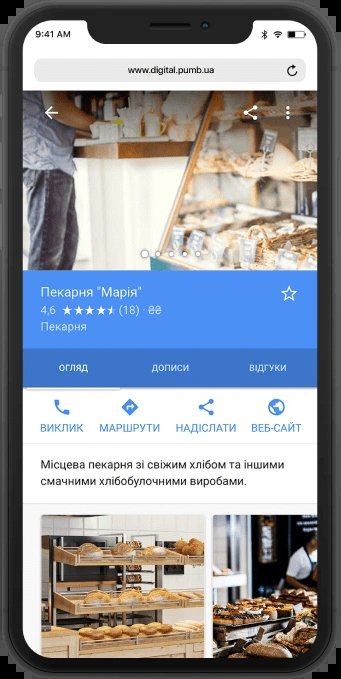 9:41 AM
www.digital.pumb.ua
Пекарня "Марія"
4,6 ★★★★★ (18) · ₴₴
Пекарня
ОГЛЯД ДОПИСИ ВІДГУКИ
ВИКЛИК МАРШРУТИ НАДІСЛАТИ ВЕБ-САЙТ
Місцева пекарня зі свіжим хлібом та іншими
смачними хлібобулочними виробами.